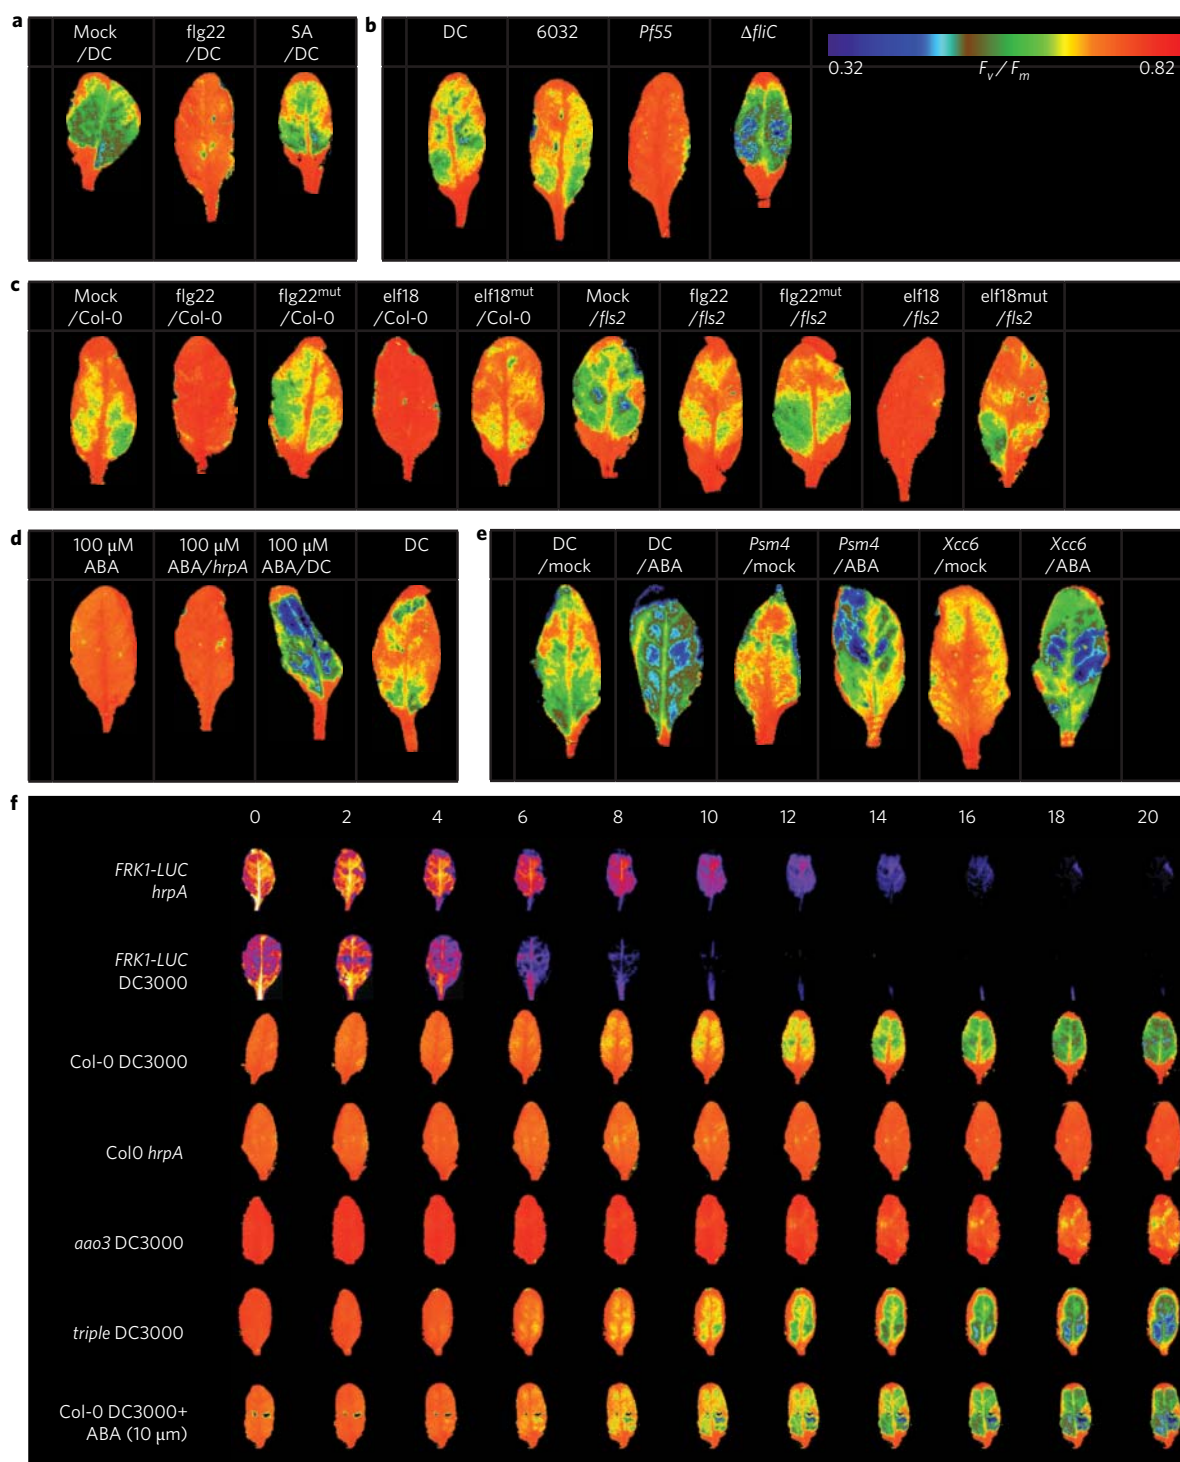 a
Mock
/DC
flg22
/DC
SA
/DC
b
DC
6032
Pf55
ΔfliC
0.32
Fv / Fm
0.82
c
Mock
/Col-0
flg22
/Col-0
flg22mut
/Col-0
elf18
/Col-0
elf18mut
/Col-0
Mock
/fls2
flg22
/fls2
flg22mut
/fls2
elf18
/fls2
elf18mut
/fls2
d
100 μM
ABA
100 μM
ABA/hrpA
100 μM
ABA/DC
DC
e
DC
/mock
DC
/ABA
Psm4
/mock
Psm4
/ABA
Xcc6
/mock
Xcc6
/ABA
f
0 2 4 6 8 10 12 14 16 18 20
FRK1-LUC
hrpA
FRK1-LUC
DC3000
Col-0 DC3000
Col0 hrpA
aao3 DC3000
triple DC3000
Col-0 DC3000+
ABA (10 μm)